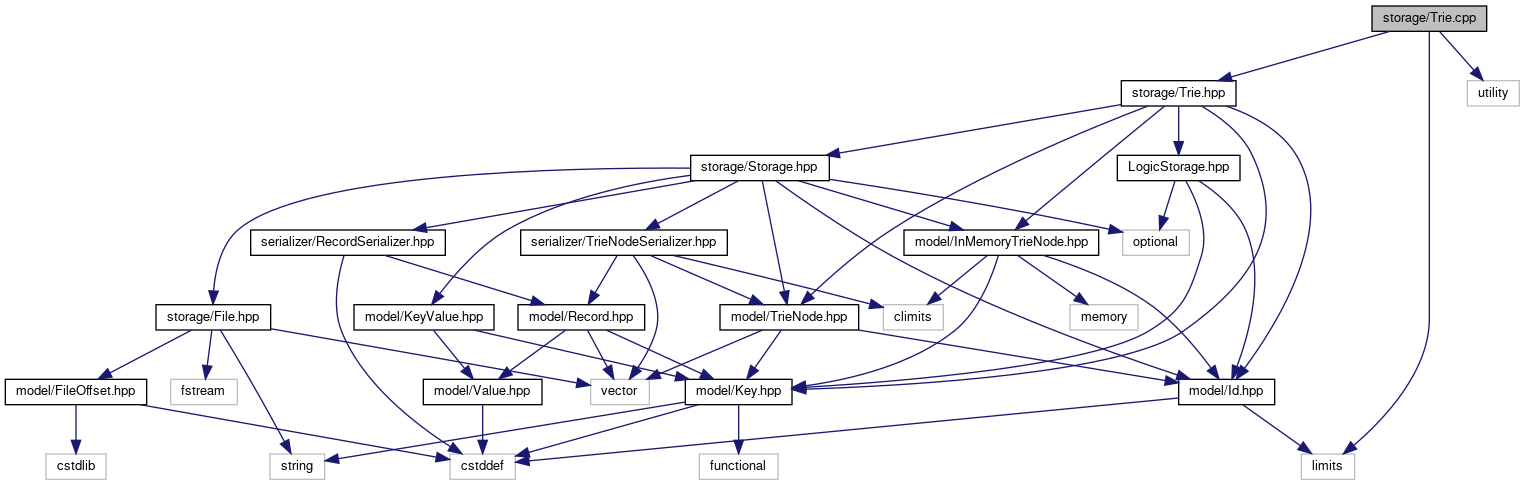 storage/Trie.cpp
storage/Trie.hpp
utility
storage/Storage.hpp
LogicStorage.hpp
serializer/RecordSerializer.hpp
serializer/TrieNodeSerializer.hpp
model/InMemoryTrieNode.hpp
optional
storage/File.hpp
model/KeyValue.hpp
model/Record.hpp
model/TrieNode.hpp
climits
memory
model/FileOffset.hpp
fstream
model/Value.hpp
vector
model/Key.hpp
model/Id.hpp
cstdlib
string
cstddef
functional
limits